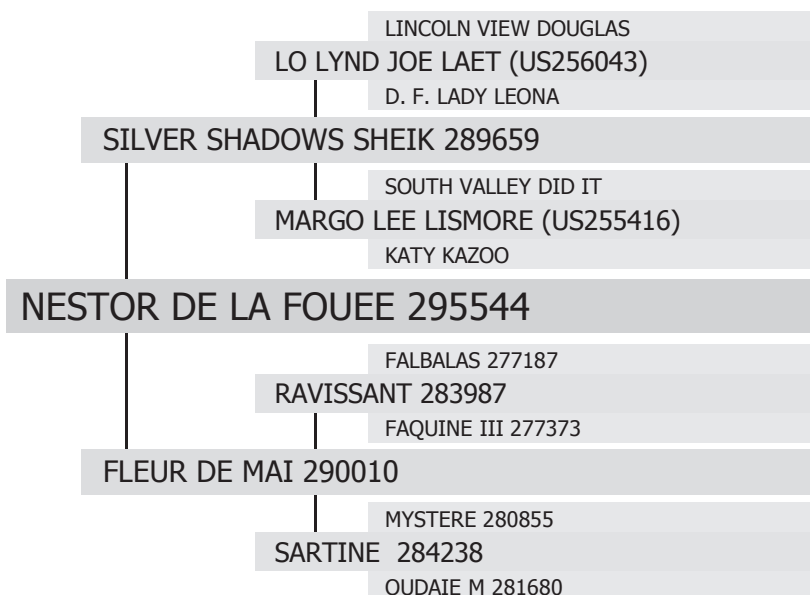 LINCOLN VIEW DOUGLAS
LO LYND JOE LAET (US256043)
D. F. LADY LEONA
SILVER SHADOWS SHEIK 289659
SOUTH VALLEY DID IT
MARGO LEE LISMORE (US255416)
KATY KAZOO
NESTOR DE LA FOUEE 295544
FALBALAS 277187
RAVISSANT 283987
FAQUINE III 277373
FLEUR DE MAI 290010
MYSTERE 280855
SARTINE 284238
OUDAIE M 281680